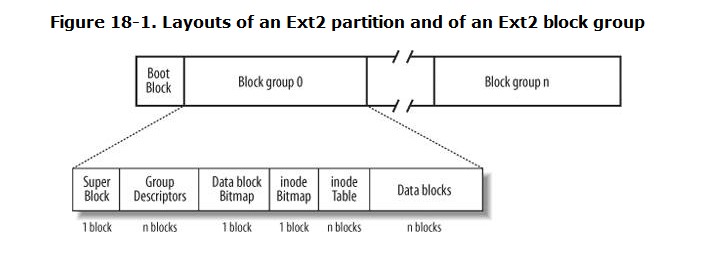 Figure 18-1. Layouts of an Ext2 partition and of an Ext2 block group
Boot
Block
Block group 0
Block group n
Super
Block
Group
Descriptors
Data block
Bitmap
inode
Bitmap
inode
Table
Data blocks
1 block
n blocks
1 block
1 block
n blocks
n blocks